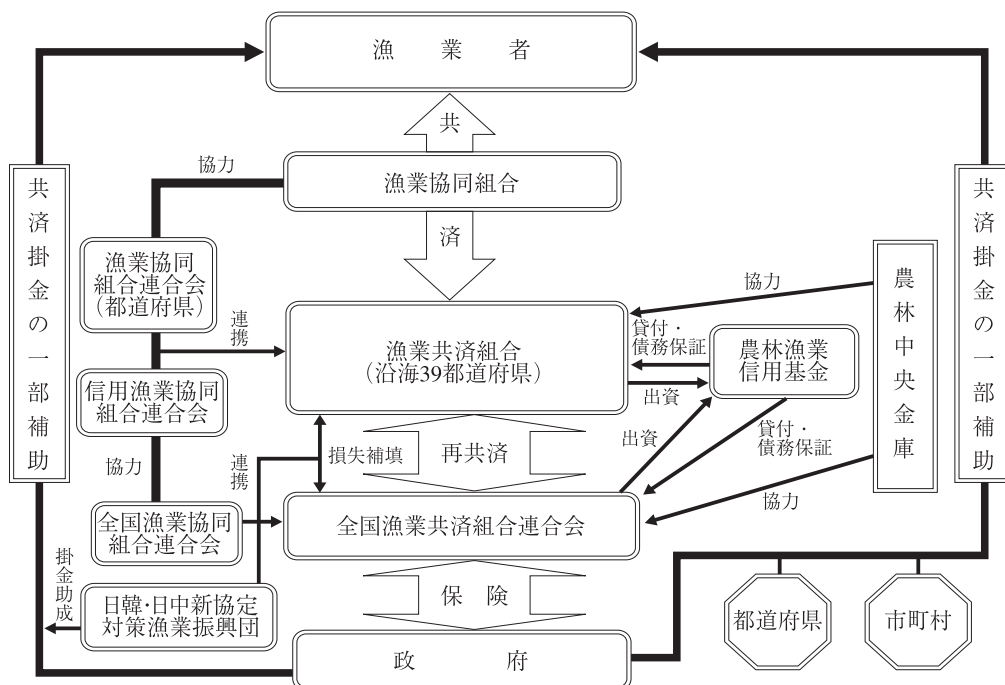 漁業者
共
協力
漁業協同組合
済
共済掛金の一部補助
共済掛金の一部補助
漁業協同
組合連合会
(都道府県)
連携
協力
農林中央金庫
漁業共済組合
(沿海39都道府県)
貸付・
債務保証
農林漁業
信用基金
出資
信用漁業協同
組合連合会
協力
連携
損失補填
再共済
出資
貸付・
債務保証
協力
全国漁業協同
組合連合会
全国漁業共済組合連合会
掛金助成
日韓・日中新協定
対策漁業振興団
保険
都道府県
市町村
政府